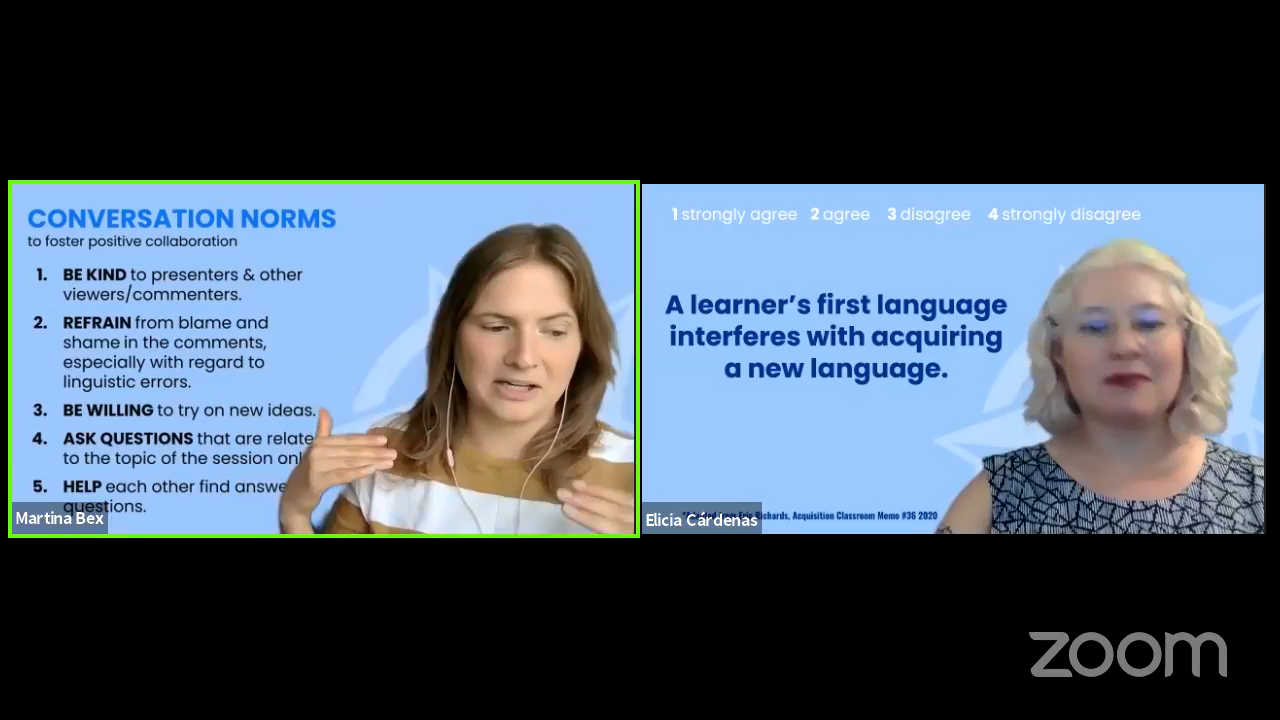 CONVERSATION NORMS
to foster positive collaboration
1. BE KIND to presenters & other
viewers/commenters.
2. REFRAIN from blame and
shame in the comments,
especially with regard to
linguistic errors.
3. BE WILLING to try on new ideas.
4. ASK QUESTIONS that are relate
to the topic of the session onl
5. HELP each other find answe
questions.
Martina Bex
1 strongly agree 2 agree 3 disagree 4 strongly disagree
A learner's first language
interferes with acquiring
a new language.
Richards, Acquisition Classroom Memo #36 2020
Elicia Cárdenas
zoom